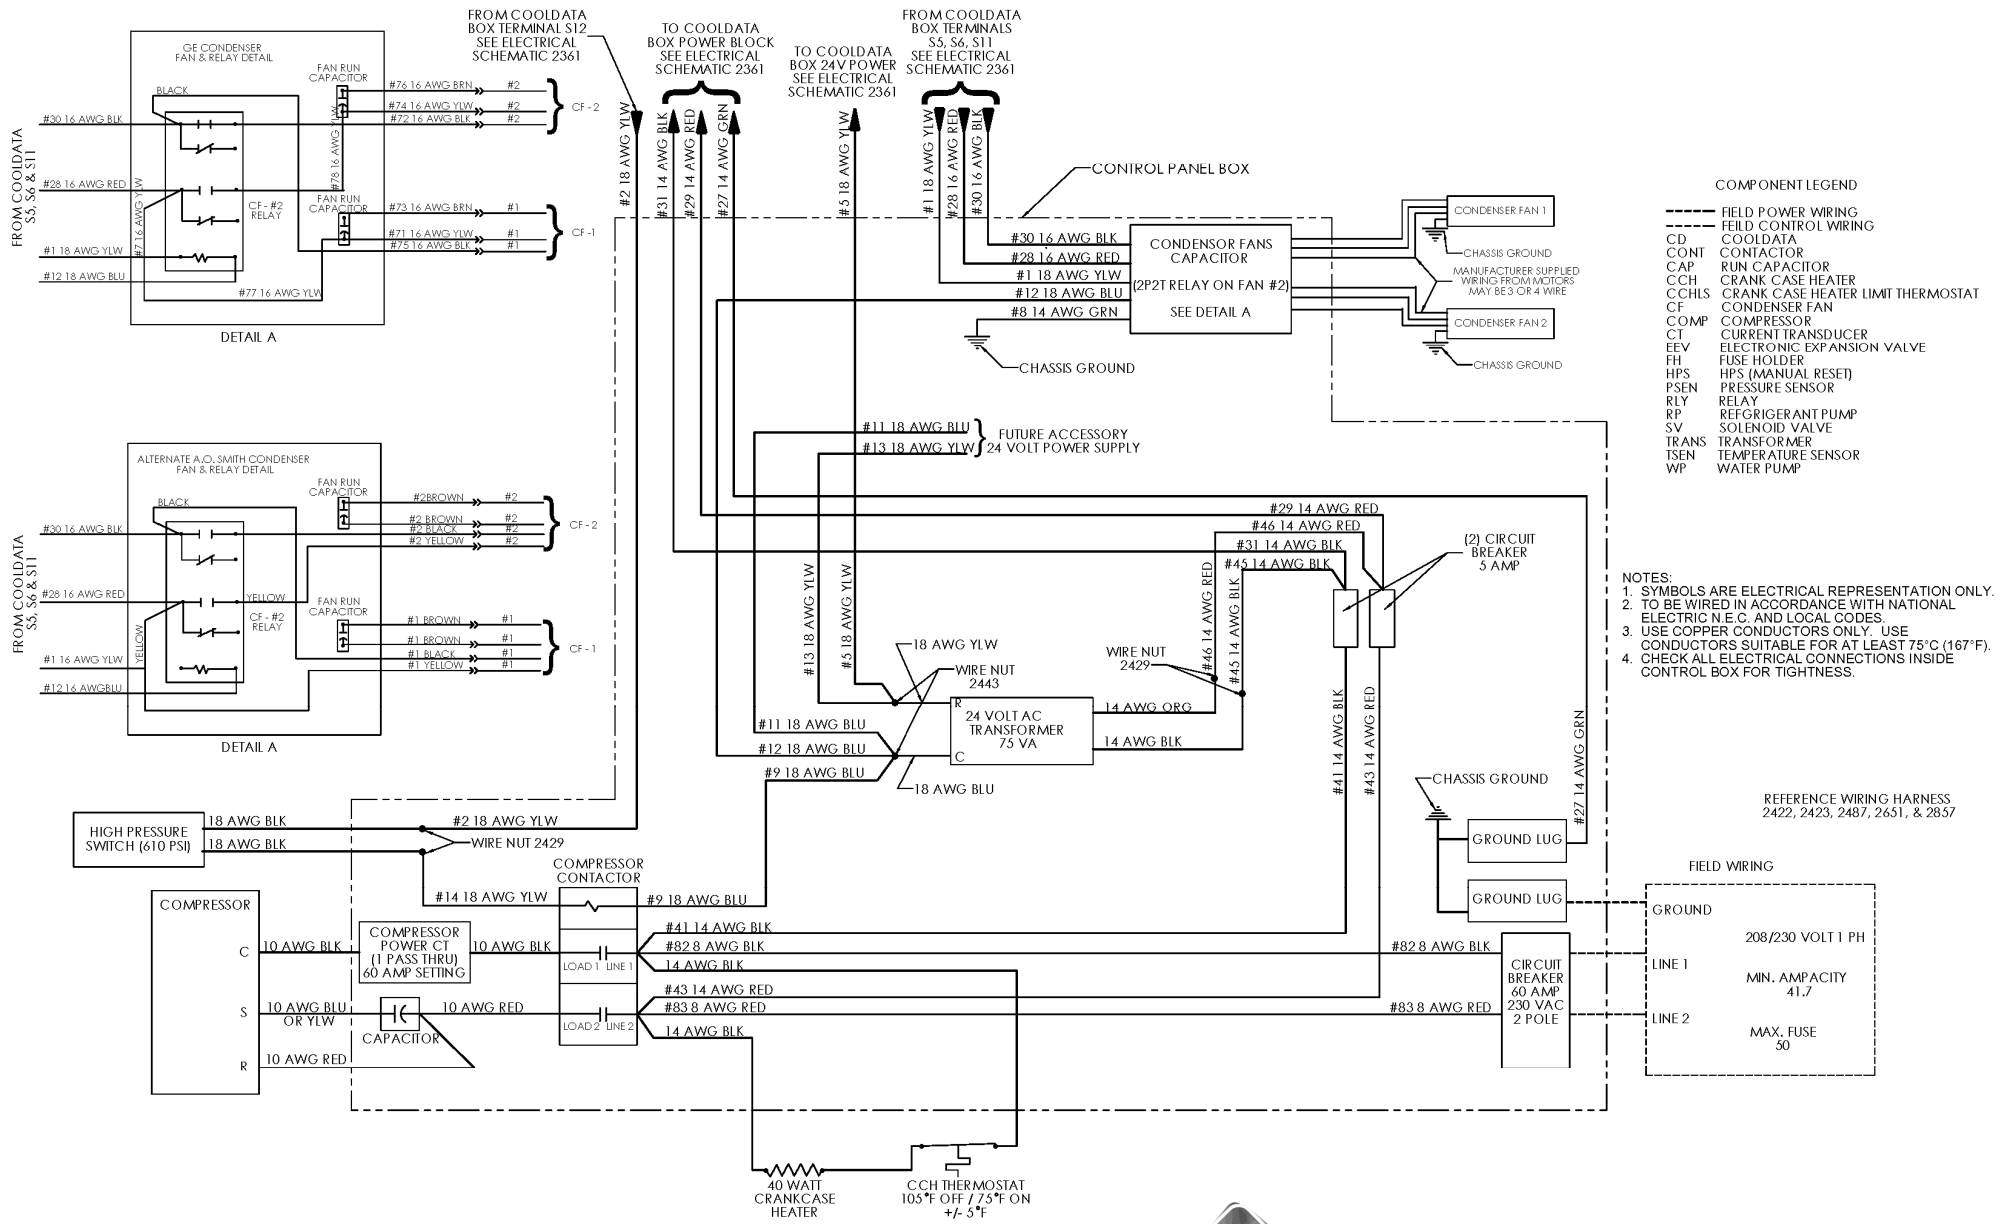 FROM COOLDATA
BOX TERMINAL S12
SEE ELECTRICAL
SCHEMATIC 2361
TO COOLDATA
BOX POWER BLOCK
SEE ELECTRICAL
SCHEMATIC 2361
TO COOLDATA
BOX 24V POWER
SEE ELECTRICAL
SCHEMATIC 2361
FROM COOLDATA
BOX TERMINALS
S5, S6, S11
SEE ELECTRICAL
SCHEMATIC 2361
GE CONDENSER
FAN & RELAY DETAIL
FAN RUN
CAPACITOR
BLACK
#76 16 AWG BRN
#2
#74 16 AWG YLW
#2
#72 16 AWG BLK
#2
CF - 2
#30 16 AWG BLK
FROM COOLDATA
S5, S6 & S11
#28 16 AWG RED
#78 16 AWG YLW
#7 16 AWG YLW
CF - #2
RELAY
FAN RUN
CAPACITOR
#73 16 AWG BRN
#1
#71 16 AWG YLW
#1
#75 16 AWG BLK
#1
CF -1
#1 18 AWG YLW
#12 18 AWG BLU
#77 16 AWG YLW
DETAIL A
#2 18 AWG YLW
#31 14 AWG BLK
#29 14 AWG RED
#27 14 AWG GRN
#5 18 AWG YLW
#1 18 AWG YLW
#28 16 AWG RED
#30 16 AWG BLK
CONTROL PANEL BOX
#30 16 AWG BLK
#28 16 AWG RED
#1 18 AWG YLW
#12 18 AWG BLU
#8 14 AWG GRN
CHASSIS GROUND
CONDENSOR FANS
CAPACITOR
(2P2T RELAY ON FAN #2)
SEE DETAIL A
CONDENSER FAN 1
CHASSIS GROUND
MANUFACTURER SUPPLIED
WIRING FROM MOTORS
MAY BE 3 OR 4 WIRE
CONDENSER FAN 2
CHASSIS GROUND
COMPONENT LEGEND
FIELD POWER WIRING
FEILD CONTROL WIRING
CD COOLDATA
CONT CONTACTOR
CAP RUN CAPACITOR
CCH CRANK CASE HEATER
CCHLS CRANK CASE HEATER LIMIT THERMOSTAT
CF CONDENSER FAN
COMP COMPRESSOR
CT CURRENT TRANSDUCER
EEV ELECTRONIC EXPANSION VALVE
FH FUSE HOLDER
HPS HPS (MANUAL RESET)
PSEN PRESSURE SENSOR
RLY RELAY
RP REFGRIGERANT PUMP
SV SOLENOID VALVE
TRANS TRANSFORMER
TSEN TEMPERATURE SENSOR
WP WATER PUMP
ALTERNATE A.O. SMITH CONDENSER
FAN & RELAY DETAIL
FAN RUN
CAPACITOR
BLACK
#2BROWN
#2
#2 BROWN
#2
#2 BLACK
#2
#2 YELLOW
#2
CF - 2
#30 16 AWG BLK
FROM COOLDATA
S5, S6 & S11
#28 16 AWG RED
YELLOW
YELLOW
CF - #2
RELAY
FAN RUN
CAPACITOR
#1 BROWN
#1
#1 BROWN
#1
#1 BLACK
#1
#1 YELLOW
#1
CF - 1
#1 16 AWG YLW
#12 16 AWGBLU
DETAIL A
#11 18 AWG BLU
#13 18 AWG YLW
FUTURE ACCESSORY
24 VOLT POWER SUPPLY
#29 14 AWG RED
#46 14 AWG RED
#31 14 AWG BLK
#45 14 AWG BLK
(2) CIRCUIT
BREAKER
5 AMP
#13 18 AWG YLW
#5 18 AWG YLW
18 AWG YLW
WIRE NUT
2443
WIRE NUT
2429
#46 14 AWG RED
#45 14 AWG BLK
R
24 VOLT AC
TRANSFORMER
75 VA
C
14 AWG ORG
14 AWG BLK
#11 18 AWG BLU
#12 18 AWG BLU
#9 18 AWG BLU
18 AWG BLU
#41 14 AWG BLK
#43 14 AWG RED
#27 14 AWG GRN
NOTES:
1. SYMBOLS ARE ELECTRICAL REPRESENTATION ONLY.
2. TO BE WIRED IN ACCORDANCE WITH NATIONAL
ELECTRIC N.E.C. AND LOCAL CODES.
3. USE COPPER CONDUCTORS ONLY. USE
CONDUCTORS SUITABLE FOR AT LEAST 75°C (167°F).
4. CHECK ALL ELECTRICAL CONNECTIONS INSIDE
CONTROL BOX FOR TIGHTNESS.
REFERENCE WIRING HARNESS
2422, 2423, 2487, 2651, & 2857
HIGH PRESSURE
SWITCH (610 PSI)
18 AWG BLK
18 AWG BLK
#2 18 AWG YLW
WIRE NUT 2429
COMPRESSOR
CONTACTOR
#14 18 AWG YLW
#9 18 AWG BLU
CHASSIS GROUND
GROUND LUG
GROUND LUG
COMPRESSOR
C
S
R
10 AWG BLK
COMPRESSOR
POWER CT
(1 PASS THRU)
60 AMP SETTING
10 AWG BLK
LOAD 1 LINE 1
#41 14 AWG BLK
#82 8 AWG BLK
14 AWG BLK
#82 8 AWG BLK
10 AWG BLU
OR YLW
CAPACITOR
10 AWG RED
LOAD 2 LINE 2
#43 14 AWG RED
#83 8 AWG RED
14 AWG BLK
#83 8 AWG RED
10 AWG RED
CIRCUIT
BREAKER
60 AMP
230 VAC
2 POLE
FIELD WIRING
GROUND
208/230 VOLT 1 PH
LINE 1
MIN. AMPACITY
41.7
LINE 2
MAX. FUSE
50
40 WATT
CRANKCASE
HEATER
CCH THERMOSTAT
105°F OFF / 75°F ON
+/- 5°F